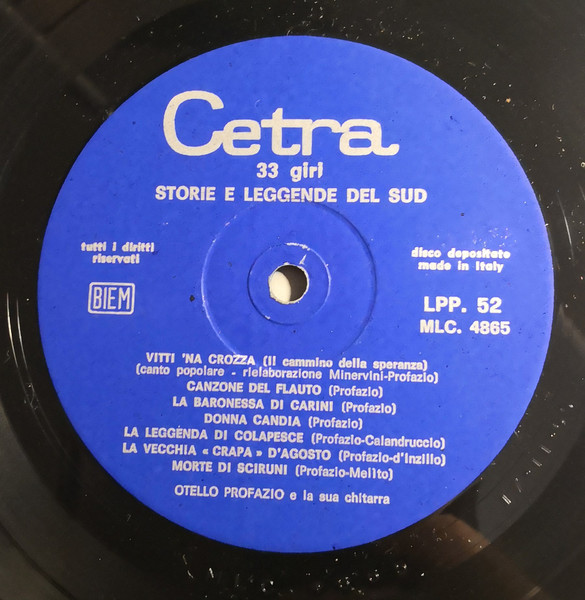 Cetra
33 giri
STORIE E LEGGENDE DEL SUD
tutti i diritti
riservati
BIEM
disco depositato
made in Italy
LPP. 52
MLC. 4865
VITTI 'NA CROZZA (Il cammino della speranza)
(canto popolare - rielaborazione Minervini-Profazio)
CANZONE DEL FLAUTO (Profazio)
LA BARONESSA DI CARINI (Profazio)
DONNA CANDIA (Profazio)
LA LEGGENDA DI COLAPESCE (Profazio-Calandruccio)
LA VECCHIA « CRAPA » D'AGOSTO (Profazio-d'Inzillo)
MORTE DI SCIRUNI (Profazio-Melito)
OTELLO PROFAZIO e la sua chitarra